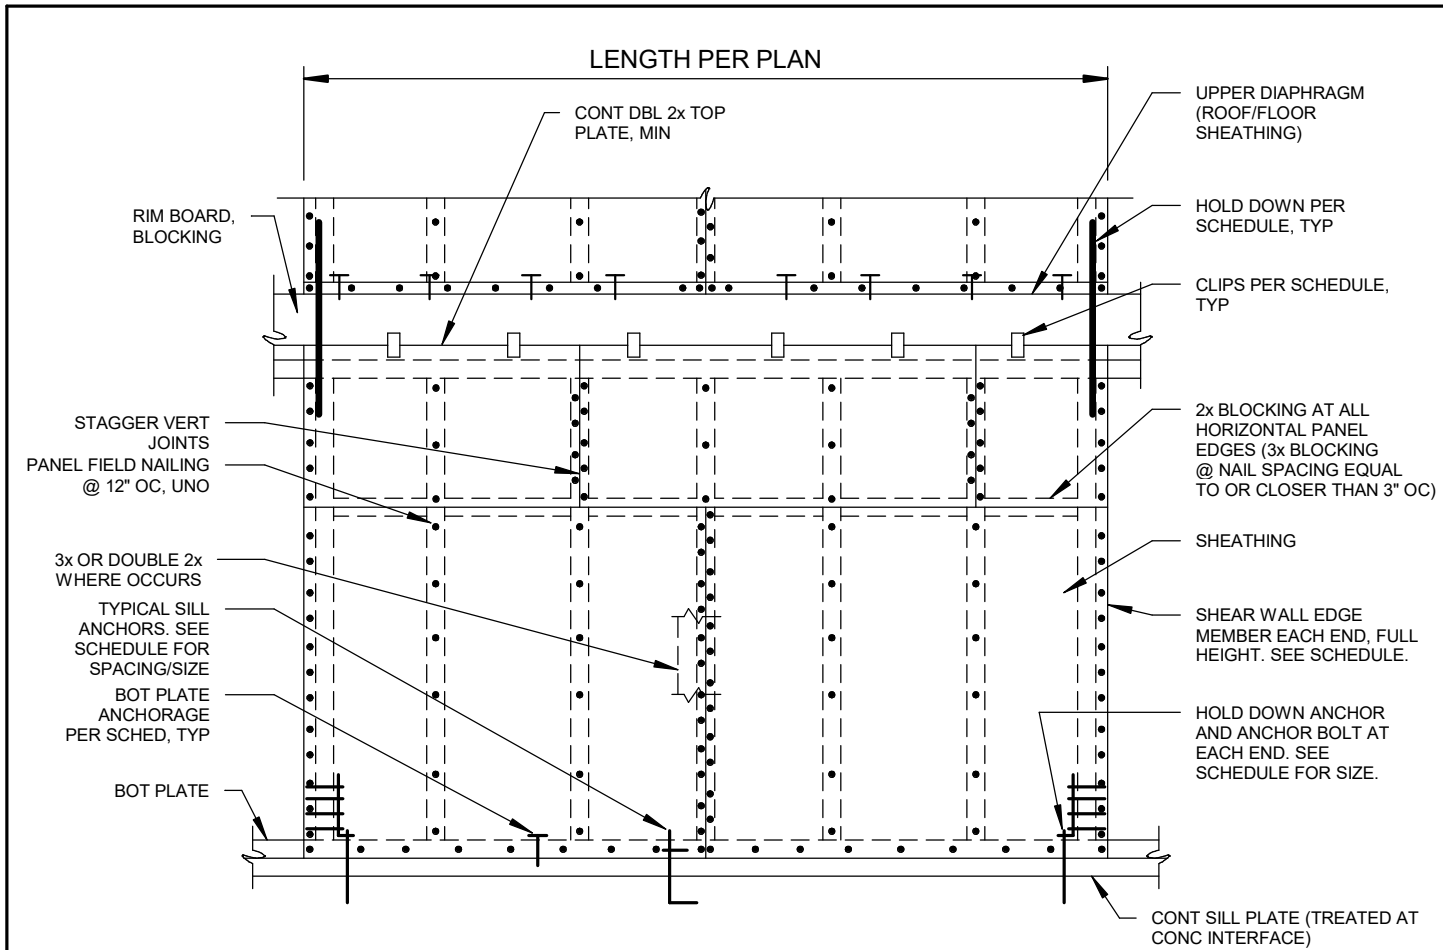 LENGTH PER PLAN
CONT DBL 2x TOP
PLATE, MIN
UPPER DIAPHRAGM
(ROOF/FLOOR
SHEATHING)
RIM BOARD,
BLOCKING
HOLD DOWN PER
SCHEDULE, TYP
CLIPS PER SCHEDULE,
TYP
STAGGER VERT
JOINTS
PANEL FIELD NAILING
@ 12" OC, UNO
2x BLOCKING AT ALL
HORIZONTAL PANEL
EDGES (3x BLOCKING
@ NAIL SPACING EQUAL
TO OR CLOSER THAN 3" OC)
3x OR DOUBLE 2x
WHERE OCCURS
SHEATHING
TYPICAL SILL
ANCHORS. SEE
SCHEDULE FOR
SPACING/SIZE
SHEAR WALL EDGE
MEMBER EACH END, FULL
HEIGHT. SEE SCHEDULE.
BOT PLATE
ANCHORAGE
PER SCHED, TYP
HOLD DOWN ANCHOR
AND ANCHOR BOLT AT
EACH END. SEE
SCHEDULE FOR SIZE.
BOT PLATE
CONT SILL PLATE (TREATED AT
CONC INTERFACE)